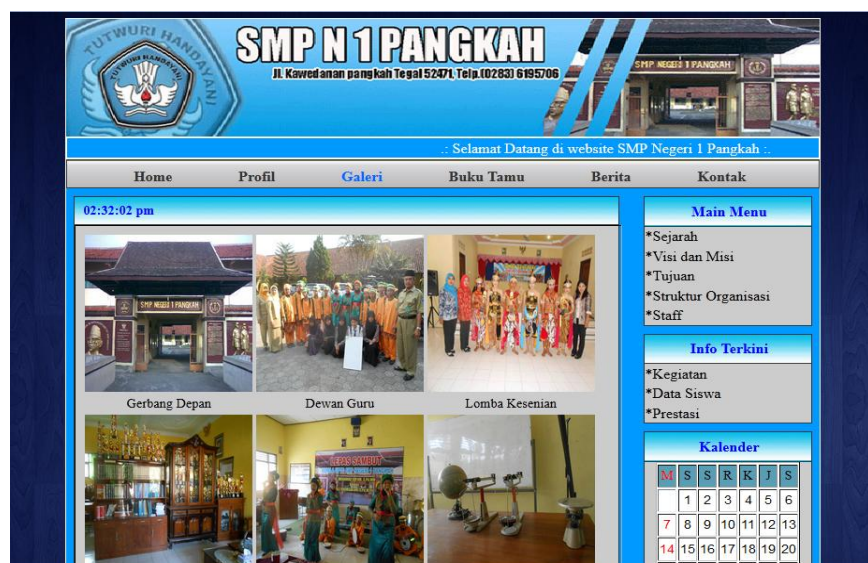 TUTWURI HANDAYANI
SMP N 1 PANGKAH
Jl. Kawedanan pangkah Tegal 52471, Telp.(0283) 6195706
SMP NEGERI 1 PANGKAH
.: Selamat Datang di website SMP Negeri 1 Pangkah :.
Home Profil Galeri Buku Tamu Berita Kontak
02:32:02 pm
SMP NEGERI 1 PANGKAH
Gerbang Depan Dewan Guru Lomba Kesenian
LEPAS SAMBUT
Main Menu
*Sejarah
*Visi dan Misi
*Tujuan
*Struktur Organisasi
*Staff
Info Terkini
*Kegiatan
*Data Siswa
*Prestasi
Kalender
M S S R K J S
1 2 3 4 5 6
7 8 9 10 11 12 13
14 15 16 17 18 19 20